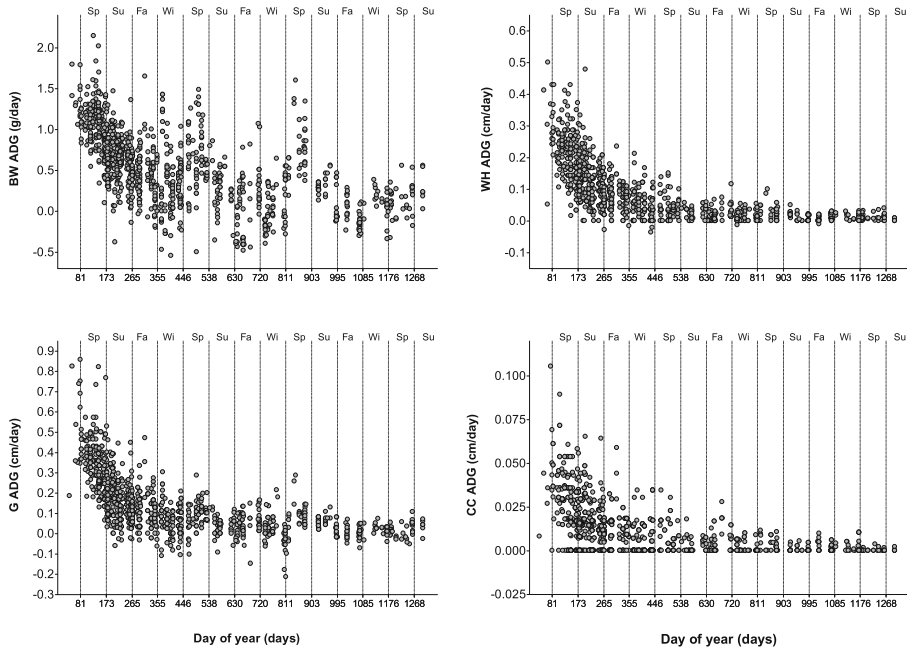 Sp Su Fa Wi Sp Su Fa Wi Sp Su Fa Wi Sp Su
BW ADG (g/day)
2.0
1.5
1.0
0.5
0.0
-0.5
81 173 265 355 446 538 630 720 811 903 995 1085 1176 1268
Sp Su Fa Wi Sp Su Fa Wi Sp Su Fa Wi Sp Su
WH ADG (cm/day)
0.6
0.5
0.4
0.3
0.2
0.1
0.0
-0.1
81 173 265 355 446 538 630 720 811 903 995 1085 1176 1268
Sp Su Fa Wi Sp Su Fa Wi Sp Su Fa Wi Sp Su
G ADG (cm/day)
0.9
0.8
0.7
0.6
0.5
0.4
0.3
0.2
0.1
0.0
-0.1
-0.2
-0.3
81 173 265 355 446 538 630 720 811 903 995 1085 1176 1268
Day of year (days)
Sp Su Fa Wi Sp Su Fa Wi Sp Su Fa Wi Sp Su
CC ADG (cm/day)
0.100
0.075
0.050
0.025
0.000
-0.025
81 173 265 355 446 538 630 720 811 903 995 1085 1176 1268
Day of year (days)